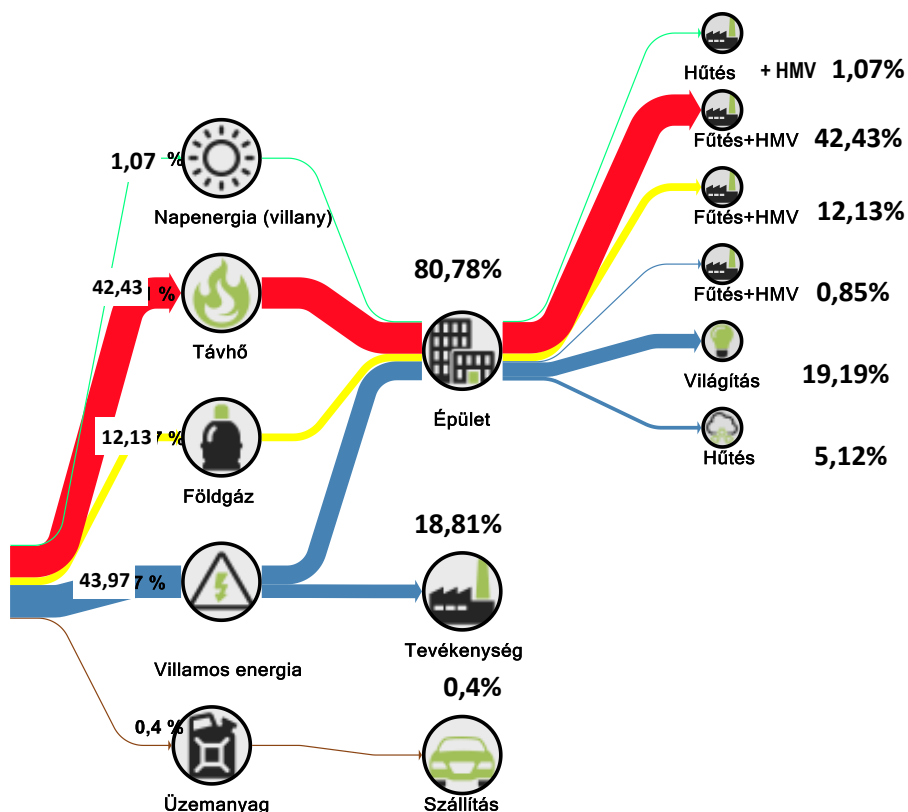 Hűtés + HMV 1,07%
Fűtés+HMV 42,43%
1,07 %
Napenergia (villany)
Fűtés+HMV 12,13%
80,78%
42,43 %
Fűtés+HMV 0,85%
Távhő
Világítás 19,19%
Épület
12,13 %
Hűtés 5,12%
Földgáz
18,81%
43,97 %
Tevékenység
Villamos energia
0,4%
0,4 %
Üzemanyag
Szállítás